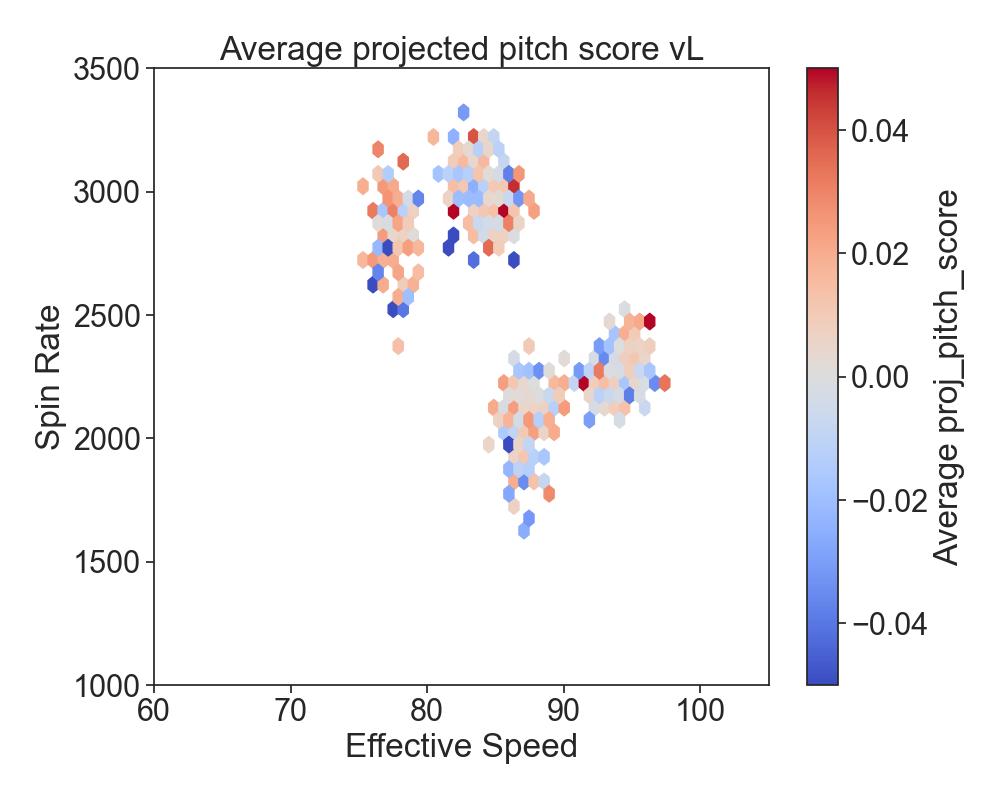 Average projected pitch score vL
3500
3000
2500
2000
1500
1000
Spin Rate
60 70 80 90 100
Effective Speed
0.04
0.02
0.00
−0.02
−0.04
Average proj_pitch_score